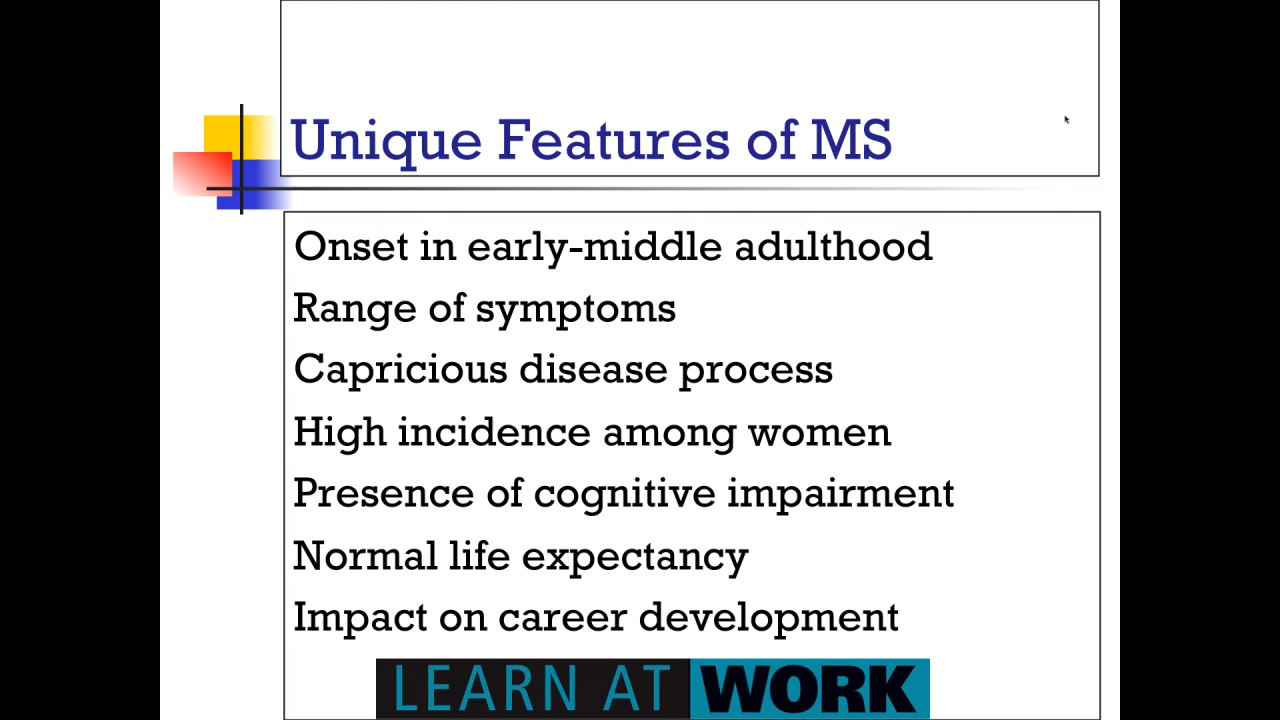 Unique Features of MS
Onset in early-middle adulthood
Range of symptoms
Capricious disease process
High incidence among women
Presence of cognitive impairment
Normal life expectancy
Impact on career development
LEARN AT WORK